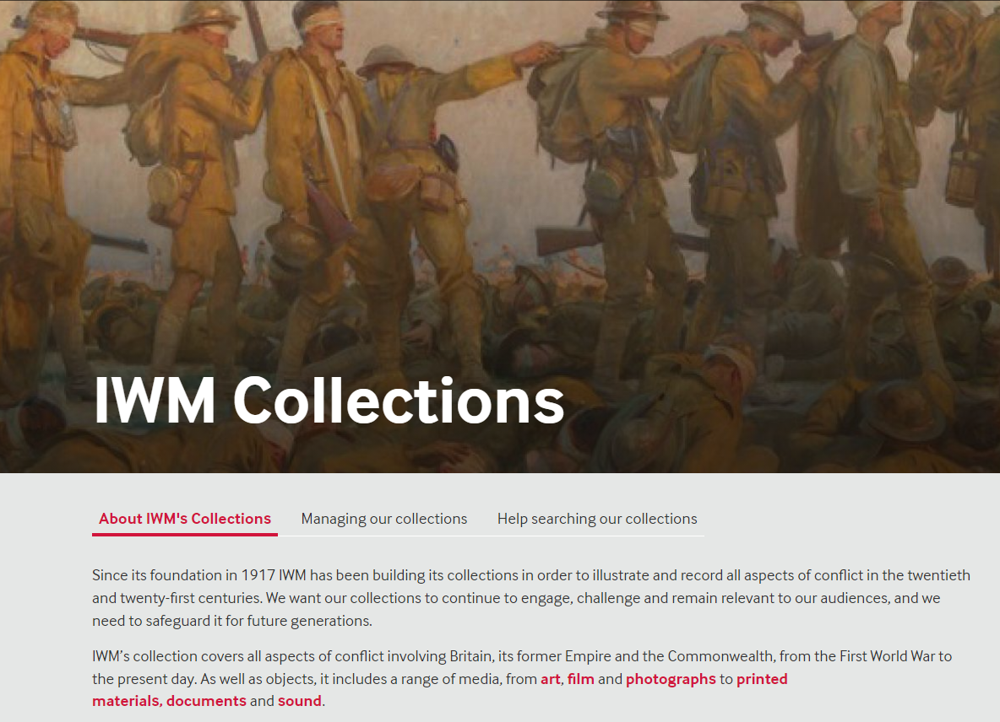 IWM Collections
About IWM's Collections
Managing our collections
Help searching our collections
Since its foundation in 1917 IWM has been building its collections in order to illustrate and record all aspects of conflict in the twentieth
and twenty-first centuries. We want our collections to continue to engage, challenge and remain relevant to our audiences, and we
need to safeguard it for future generations.
IWM’s collection covers all aspects of conflict involving Britain, its former Empire and the Commonwealth, from the First World War to
the present day. As well as objects, it includes a range of media, from art, film and photographs to printed
materials, documents and sound.